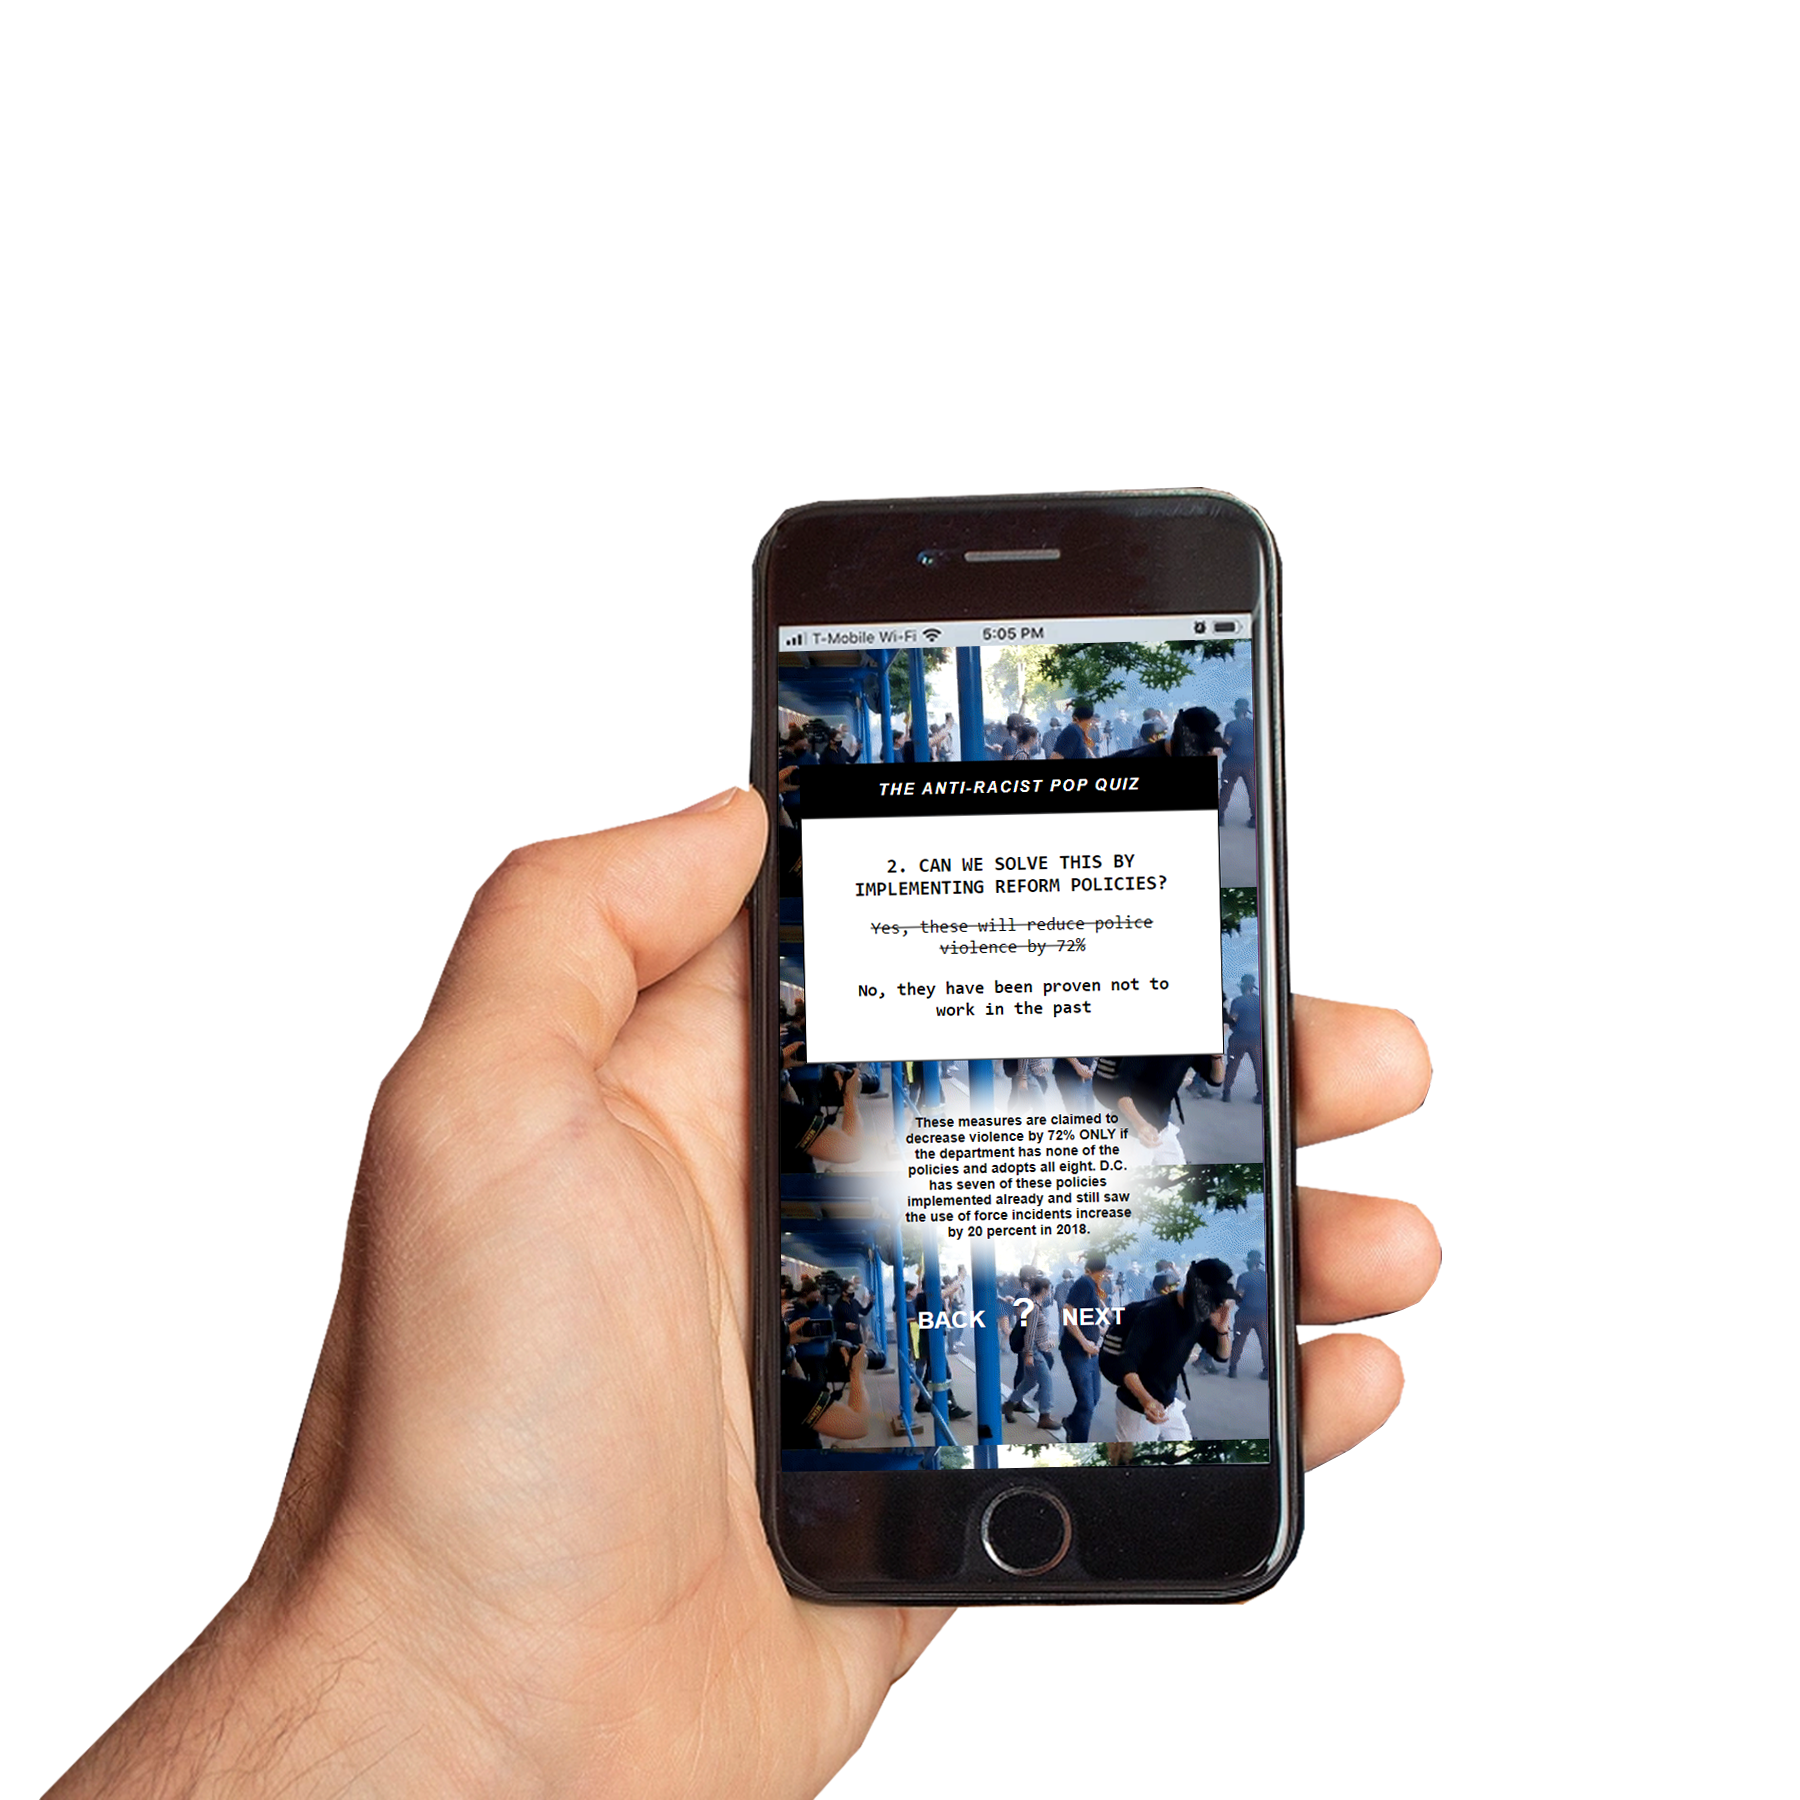 T-Mobile Wi-Fi 5:05 PM
THE ANTI-RACIST POP QUIZ
2. CAN WE SOLVE THIS BY
IMPLEMENTING REFORM POLICIES?
Yes, these will reduce police
violence by 72%
No, they have been proven not to
work in the past
These measures are claimed to
decrease violence by 72% ONLY if
the department has none of the
policies and adopts all eight. D.C.
has seven of these policies
implemented already and still saw
the use of force incidents increase
by 20 percent in 2018.
BACK ? NEXT